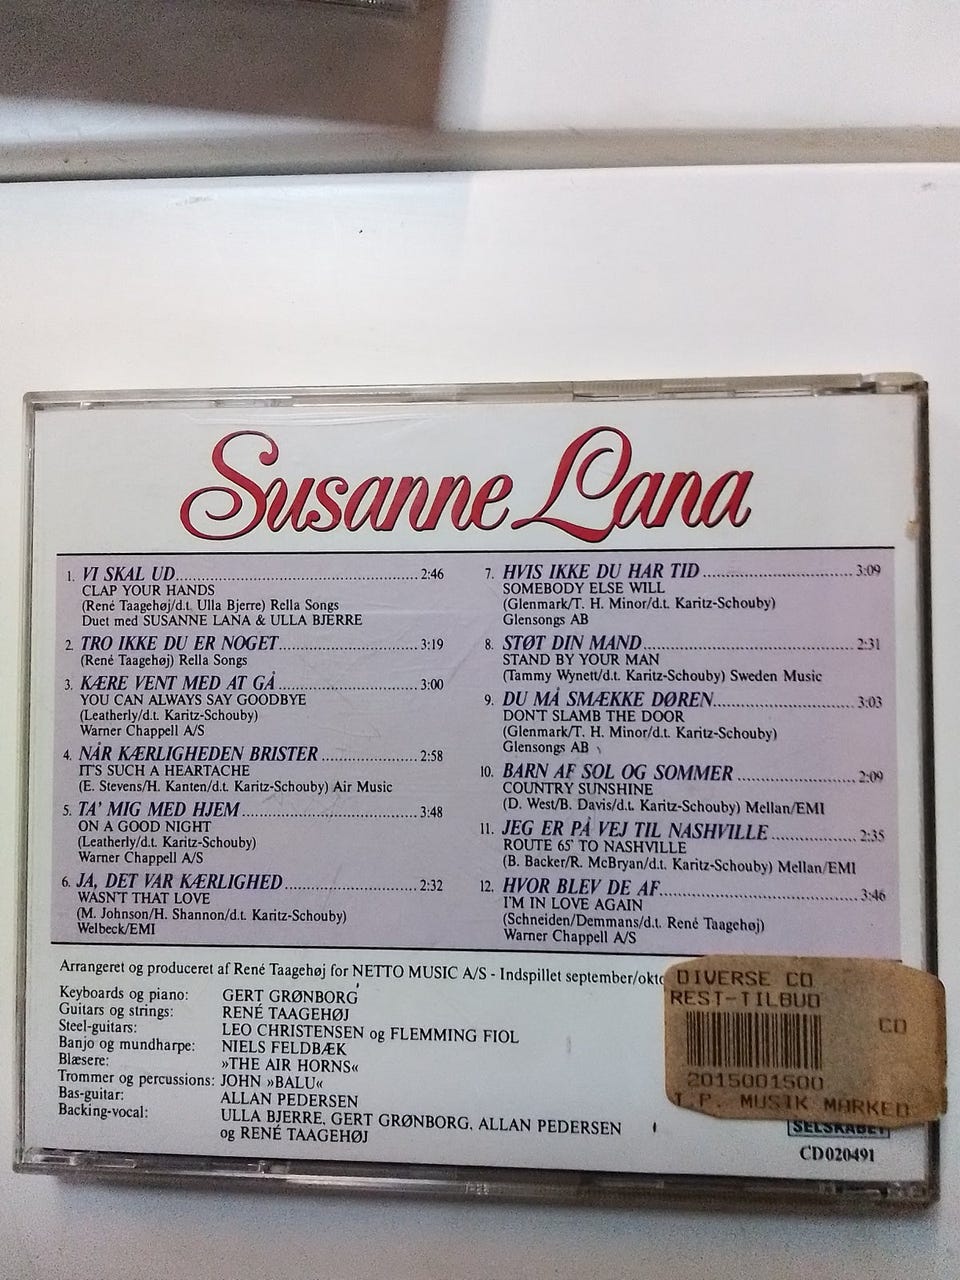 Susanne Lana
1. VI SKAL UD 2:46
CLAP YOUR HANDS
(René Taagehøj/d.t. Ulla Bjerre) Rella Songs
Duet med SUSANNE LANA & ULLA BJERRE
2. TRO IKKE DU ER NOGET 3:19
(René Taagehøj) Rella Songs
3. KÆRE VENT MED AT GÅ 3:00
YOU CAN ALWAYS SAY GOODBYE
(Leatherly/d.t. Karitz-Schouby)
Warner Chappell A/S
4. NÅR KÆRLIGHEDEN BRISTER 2:58
IT'S SUCH A HEARTACHE
(E. Stevens/H. Kanten/d.t. Karitz-Schouby) Air Music
5. TA' MIG MED HJEM 3:48
ON A GOOD NIGHT
(Leatherly/d.t. Karitz-Schouby)
Warner Chappell A/S
6. JA, DET VAR KÆRLIGHED 2:32
WASN'T THAT LOVE
(M. Johnson/H. Shannon/d.t. Karitz-Schouby)
Welbeck/EMI
7. HVIS IKKE DU HAR TID 3:09
SOMEBODY ELSE WILL
(Glenmark/T. H. Minor/d.t. Karitz-Schouby)
Glensongs AB
8. STØT DIN MAND 2:31
STAND BY YOUR MAN
(Tammy Wynett/d.t. Karitz-Schouby) Sweden Music
9. DU MÅ SMÆKKE DØREN 3:03
DON'T SLAMB THE DOOR
(Glenmark/T. H. Minor/d.t. Karitz-Schouby)
Glensongs AB
10. BARN AF SOL OG SOMMER 2:09
COUNTRY SUNSHINE
(D. West/B. Davis/d.t. Karitz-Schouby) Mellan/EMI
11. JEG ER PÅ VEJ TIL NASHVILLE 2:35
ROUTE 65' TO NASHVILLE
(B. Backer/R. McBryan/d.t. Karitz-Schouby) Mellan/EMI
12. HVOR BLEV DE AF 3:46
I'M IN LOVE AGAIN
(Schneiden/Demmans/d.t. René Taagehøj)
Warner Chappell A/S
Arrangeret og produceret af René Taagehøj for NETTO MUSIC A/S - Indspillet september/okto
Keyboards og piano: GERT GRØNBORG
Guitars og strings: RENÉ TAAGEHØJ
Steel-guitars: LEO CHRISTENSEN og FLEMMING FIOL
Banjo og mundharpe: NIELS FELDBÆK
Blæsere: »THE AIR HORNS«
Trommer og percussions: JOHN »BALU«
Bas-guitar: ALLAN PEDERSEN
Backing-vocal: ULLA BJERRE, GERT GRØNBORG, ALLAN PEDERSEN
og RENÉ TAAGEHØJ
DIVERSE CD
REST-TILBUD
CD
2015001500
T.P. MUSIK MARKED
SELSKABET
CD020491